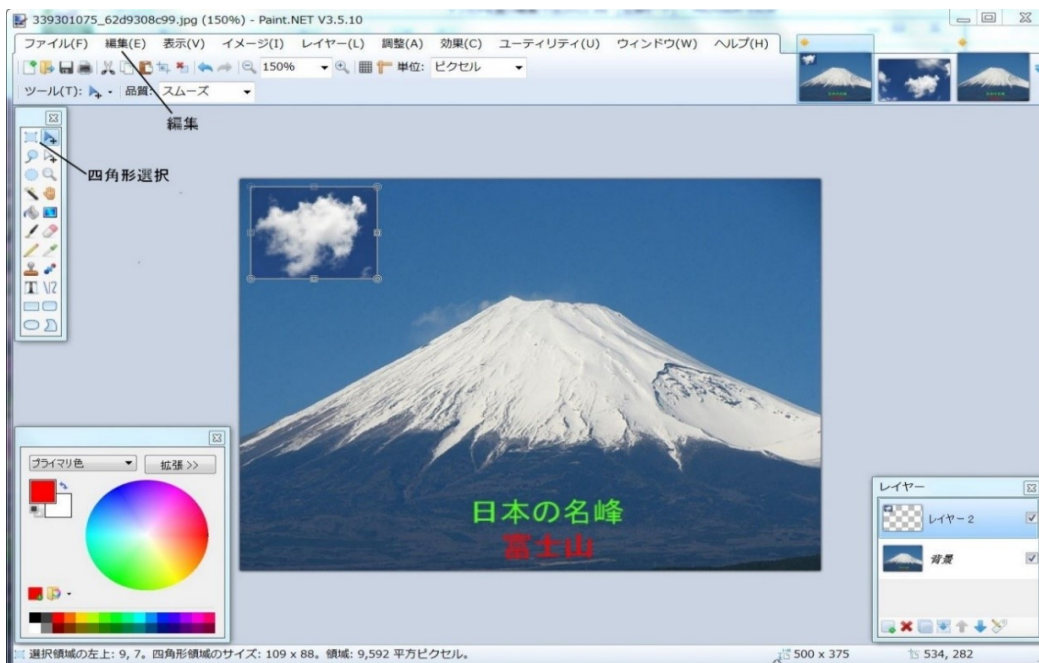 339301075_62d9308c99.jpg (150%) - Paint.NET V3.5.10
ファイル(F) 編集(E) 表示(V) イメージ(I) レイヤー(L) 調整(A) 効果(C) ユーティリティ(U) ウィンドウ(W) ヘルプ(H)
150% 単位: ピクセル
ツール(T): 品質: スムーズ
編集
四角形選択
日本の名峰
富士山
プライマリ色 拡張 >>
レイヤー
レイヤー 2
背景
選択領域の左上: 9, 7。四角形領域のサイズ: 109 x 88。領域: 9,592 平方ピクセル。 500 x 375 534, 282